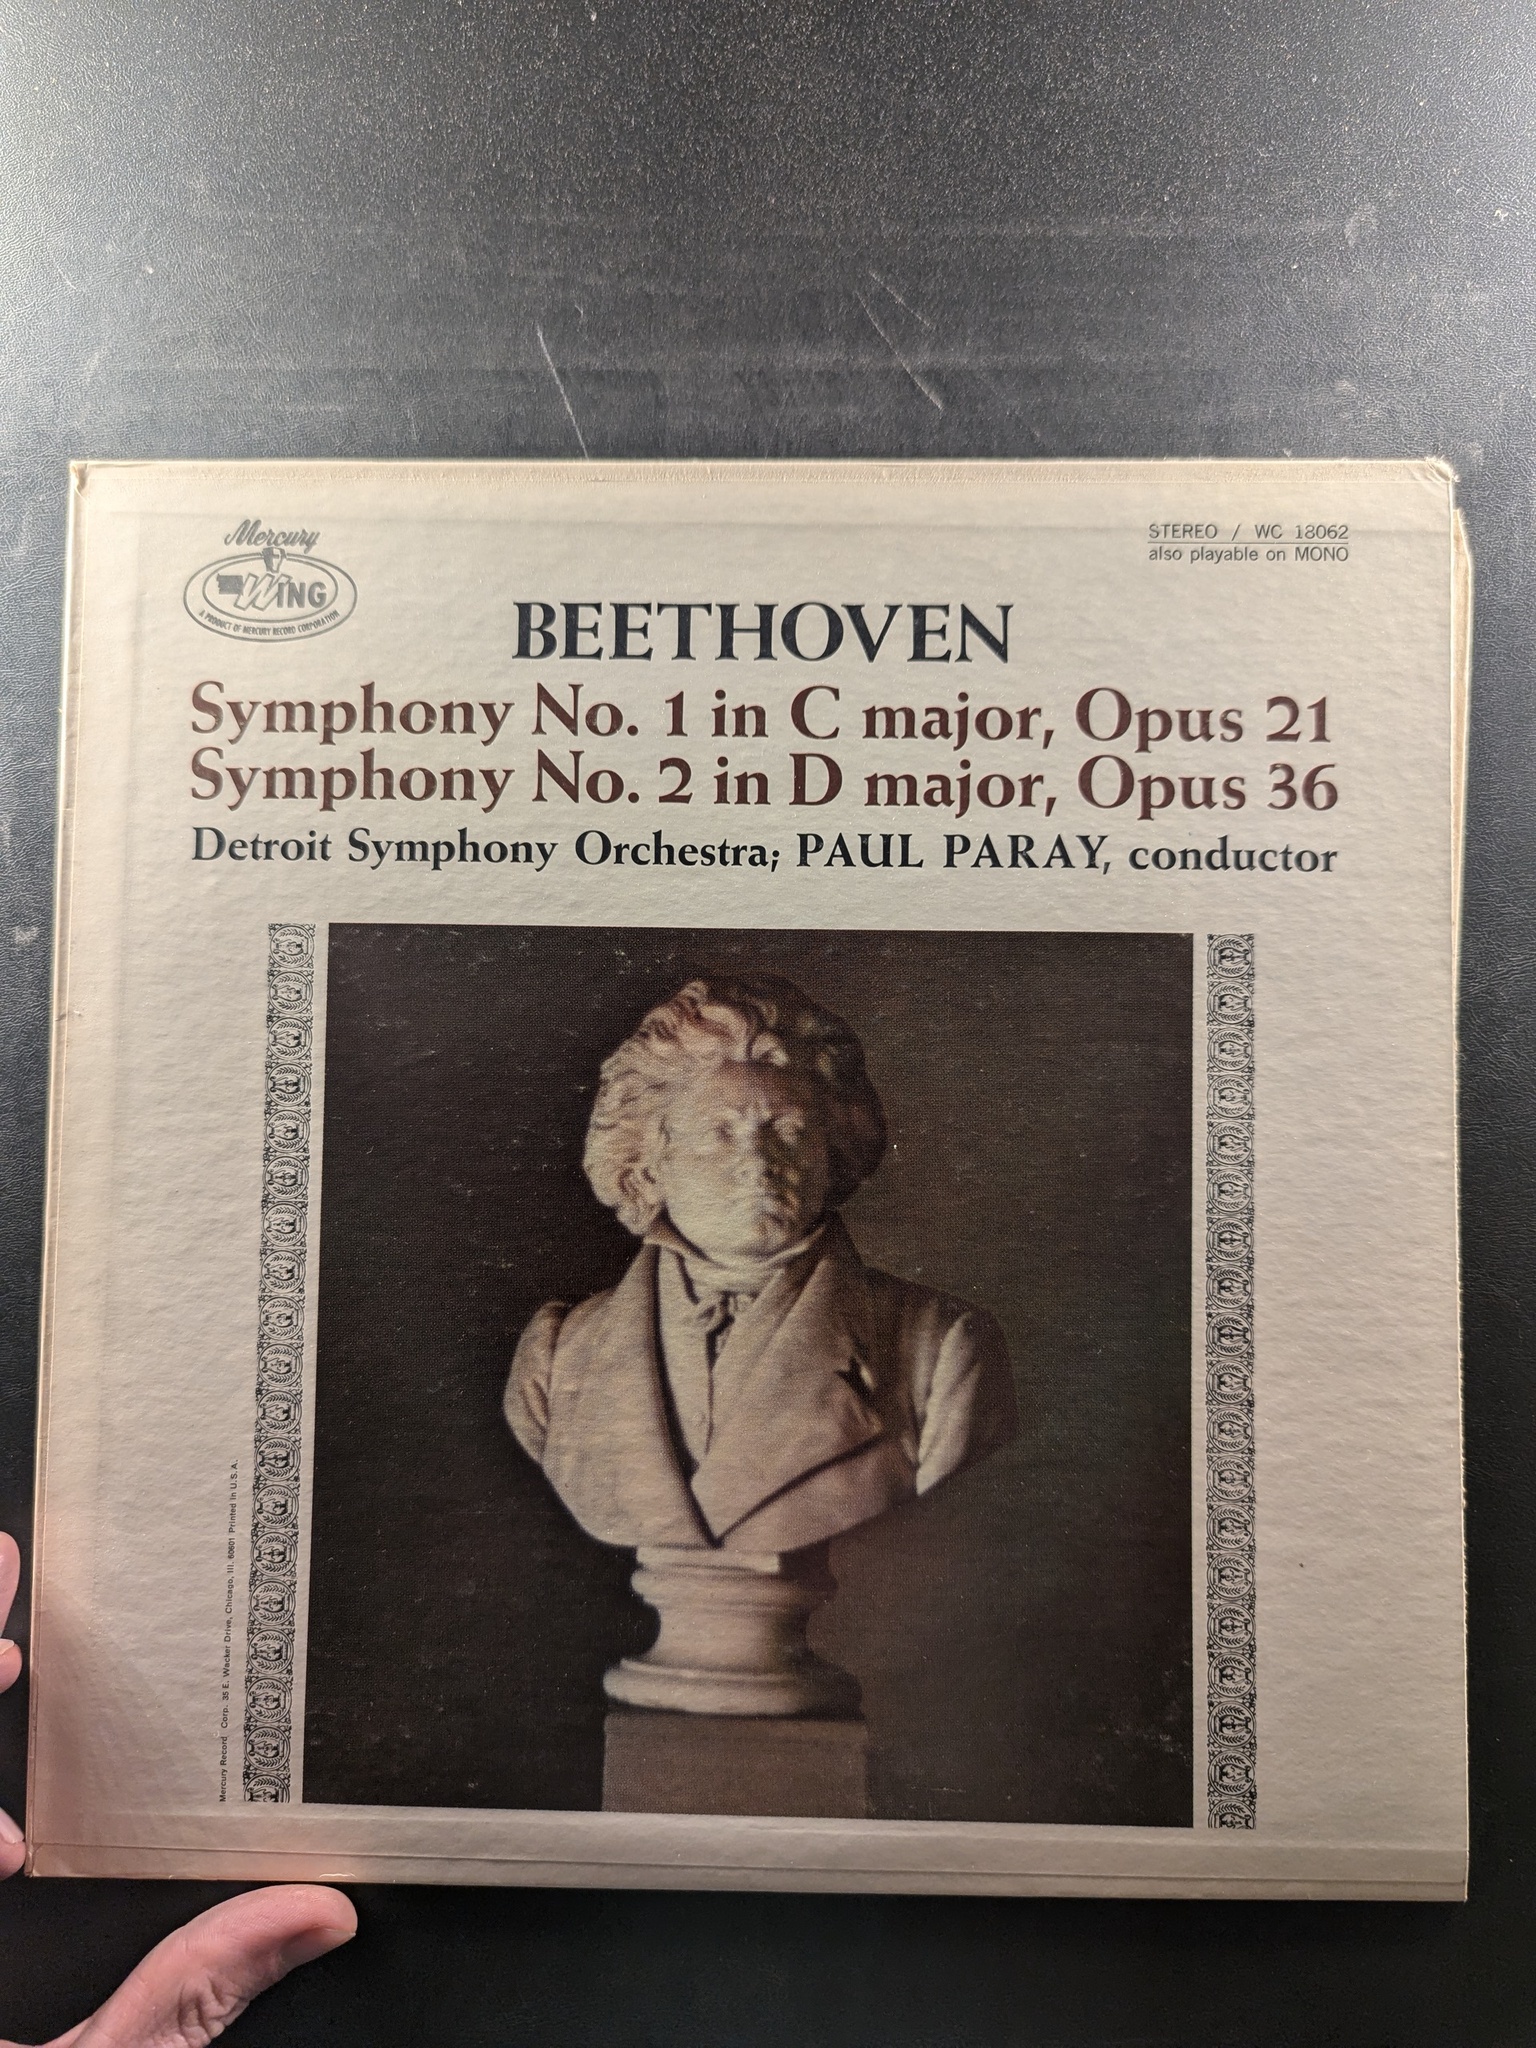 Mercury
WING
A PRODUCT OF MERCURY RECORD CORPORATION
STEREO / WC 18062
also playable on MONO
BEETHOVEN
Symphony No. 1 in C major, Opus 21
Symphony No. 2 in D major, Opus 36
Detroit Symphony Orchestra; PAUL PARAY, conductor
Mercury Record Corp. 35 E. Wacker Drive, Chicago, Ill. 60601 Printed in U.S.A.